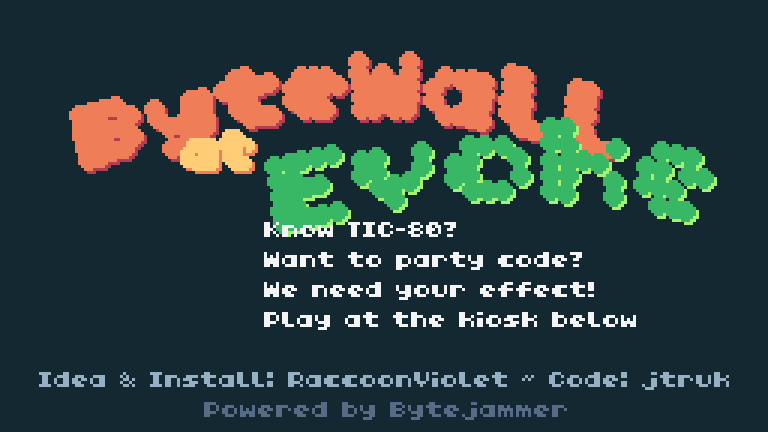 ByteWall
at
Evoke
Know TIC-80?
Want to party code?
We need your effect!
Play at the kiosk below
Idea & Install: RaccoonViolet ~ Code: jtruk
Powered by Bytejammer